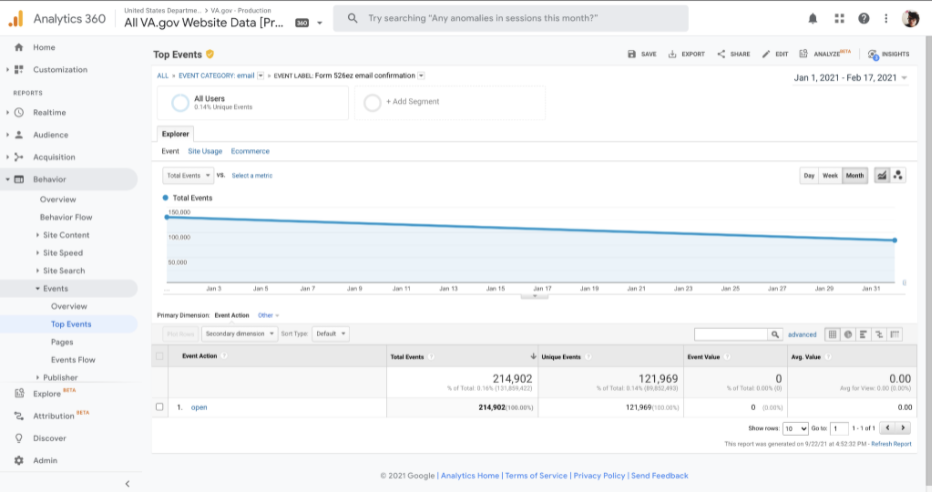 Analytics 360
United States Departme... > VA.gov - Production
All VA.gov Website Data [Pr...
360
Try searching "Any anomalies in sessions this month?"
Home
Customization
REPORTS
Realtime
Audience
Acquisition
Behavior
Overview
Behavior Flow
Site Content
Site Speed
Site Search
Events
Overview
Top Events
Pages
Events Flow
Publisher
Explore BETA
Attribution BETA
Discover
Admin
Top Events
SAVE
EXPORT
SHARE
EDIT
ANALYZE BETA
INSIGHTS
ALL > EVENT CATEGORY: email > EVENT LABEL: Form 526ez email confirmation
Jan 1, 2021 - Feb 17, 2021
All Users
0.14% Unique Events
+ Add Segment
Explorer
Event Site Usage Ecommerce
Total Events VS. Select a metric
Day Week Month
Total Events
150,000
100,000
50,000
... Jan 3 Jan 5 Jan 7 Jan 9 Jan 11 Jan 13 Jan 15 Jan 17 Jan 19 Jan 21 Jan 23 Jan 25 Jan 27 Jan 29 Jan 31
Primary Dimension: Event Action Other
Plot Rows Secondary dimension Sort Type: Default
advanced
Event Action Total Events Unique Events Event Value Avg. Value
214,902 121,969 0 0.00
% of Total: 0.16% (131,859,422) % of Total: 0.14% (89,652,493) % of Total: 0.00% (0) Avg for View: 0.00 (0.00%)
1. open 214,902(100.00%) 121,969(100.00%) 0 (0.00%) 0.00
Show rows: 10 Go to: 1 1 - 1 of 1
This report was generated on 9/22/21 at 4:52:32 PM - Refresh Report
© 2021 Google | Analytics Home | Terms of Service | Privacy Policy | Send Feedback